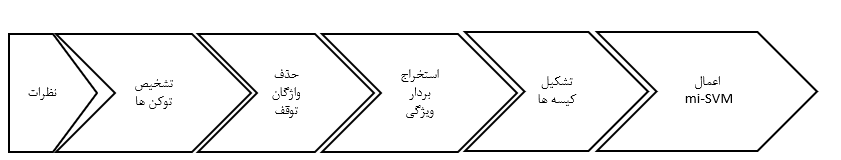 نظرات
تشخیص
توکن ها
حذف
واژگان
توقف
استخراج
بردار
ویژگی
تشکیل
کیسه ها
اعمال
mi-SVM